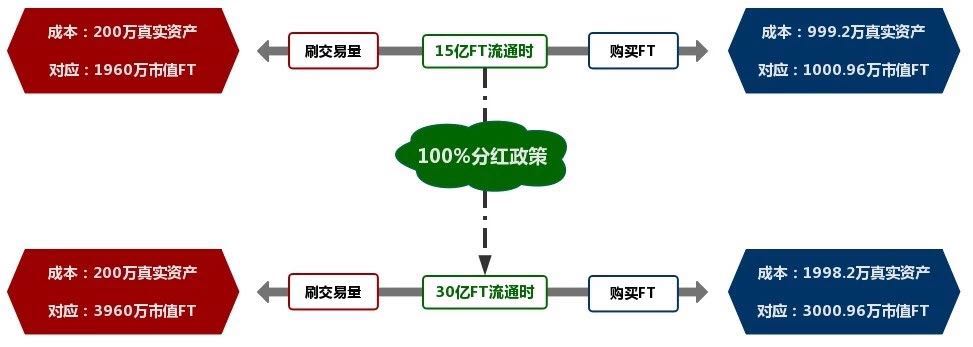 成本：200万真实资产
对应：1960万市值FT
刷交易量
15亿FT流通时
购买FT
成本：999.2万真实资产
对应：1000.96万市值FT
100%分红政策
成本：200万真实资产
对应：3960万市值FT
刷交易量
30亿FT流通时
购买FT
成本：1998.2万真实资产
对应：3000.96万市值FT